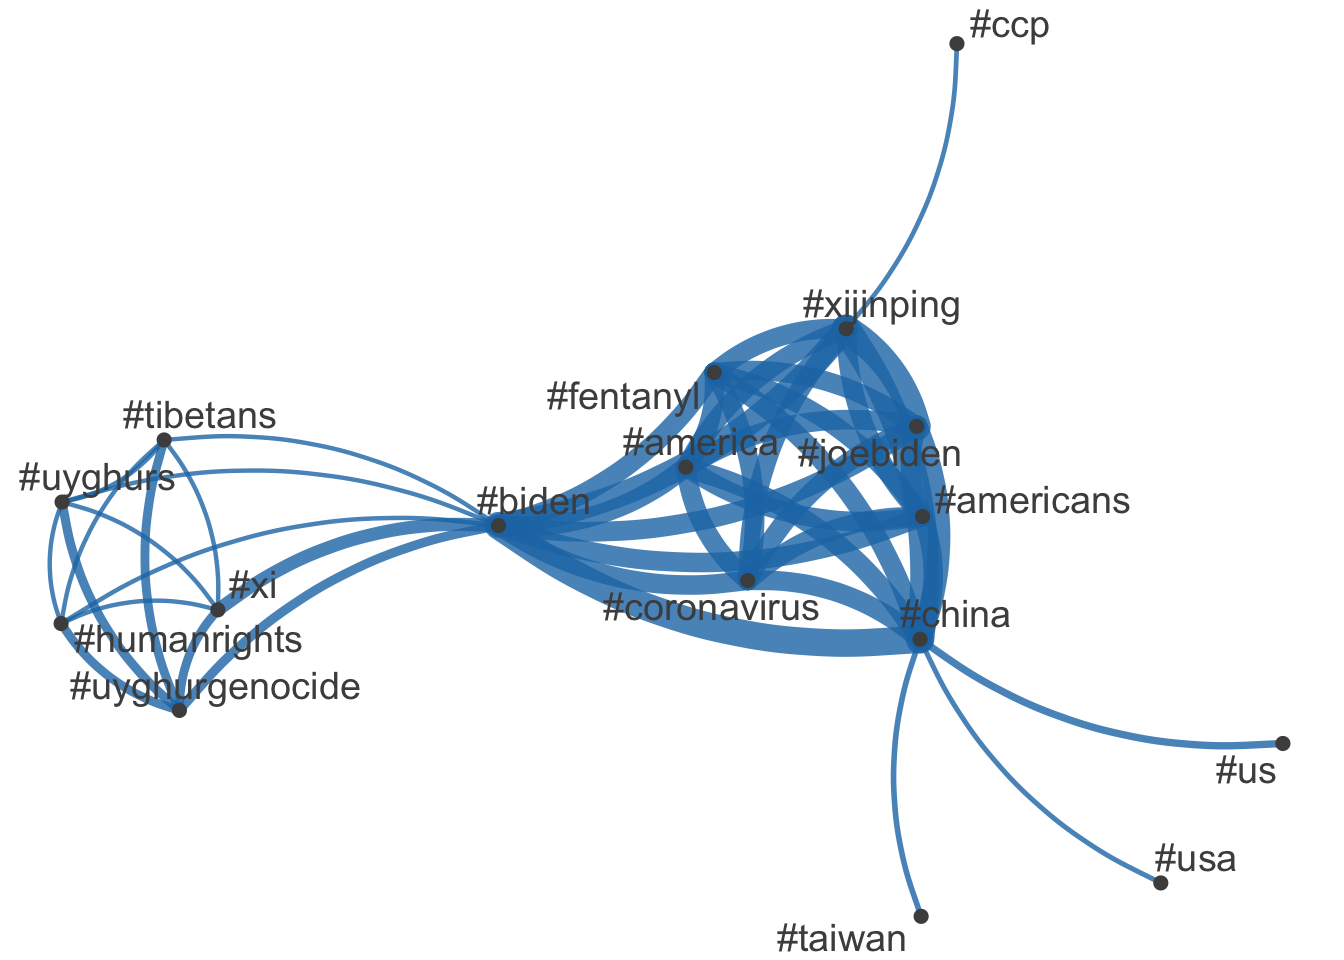 #ccp
#xijinping
#fentanyl
#tibetans
#america
#joebiden
#uyghurs
#biden
#americans
#xi
#coronavirus
#china
#humanrights
#uyghurgenocide
#us
#usa
#taiwan